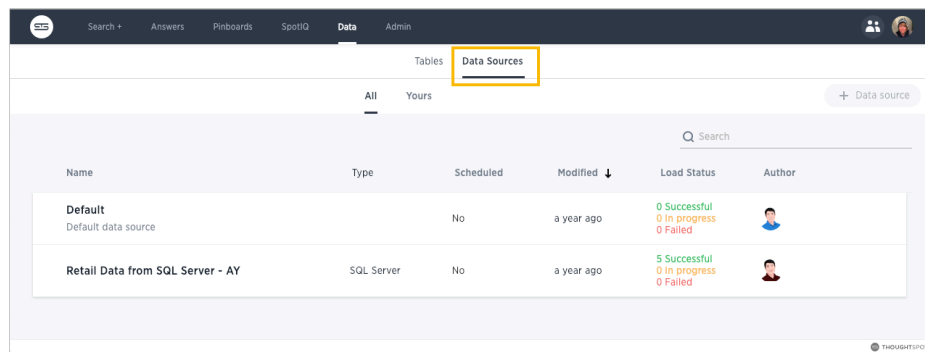 Search + Answers Pinboards SpotIQ Data Admin
Tables Data Sources
All Yours
+ Data source
Search
Name Type Scheduled Modified ↓ Load Status Author
Default
Default data source
No a year ago
0 Successful
0 In progress
0 Failed
Retail Data from SQL Server - AY SQL Server No a year ago
5 Successful
0 In progress
0 Failed